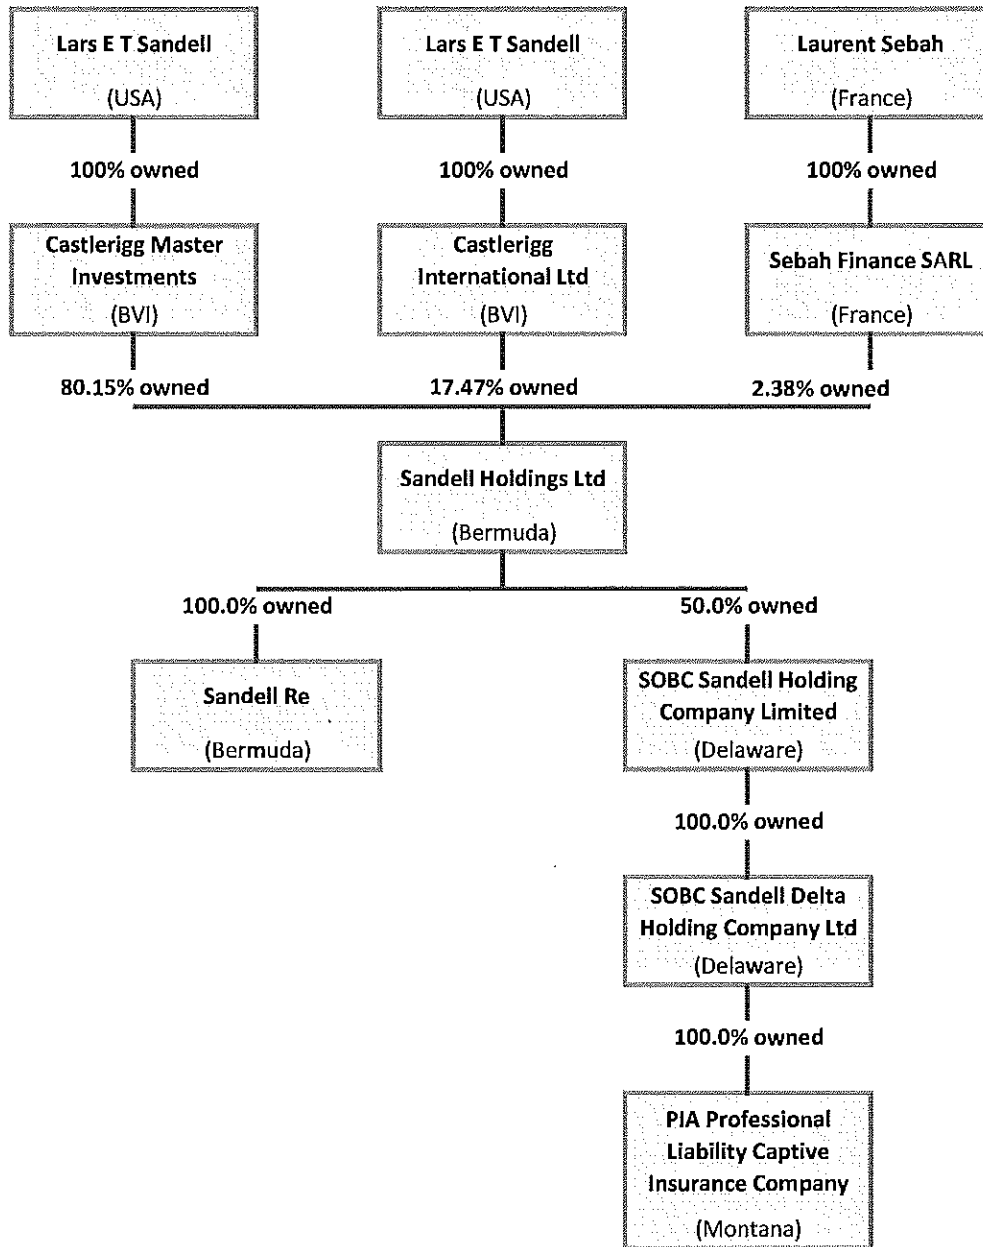 Lars E T Sandell
(USA)
Lars E T Sandell
(USA)
Laurent Sebah
(France)
100% owned
100% owned
100% owned
Castlerigg Master
Investments
(BVI)
Castlerigg
International Ltd
(BVI)
Sebah Finance SARL
(France)
80.15% owned
17.47% owned
2.38% owned
Sandell Holdings Ltd
(Bermuda)
100.0% owned
50.0% owned
Sandell Re
(Bermuda)
SOBC Sandell Holding
Company Limited
(Delaware)
100.0% owned
SOBC Sandell Delta
Holding Company Ltd
(Delaware)
100.0% owned
PIA Professional
Liability Captive
Insurance Company
(Montana)